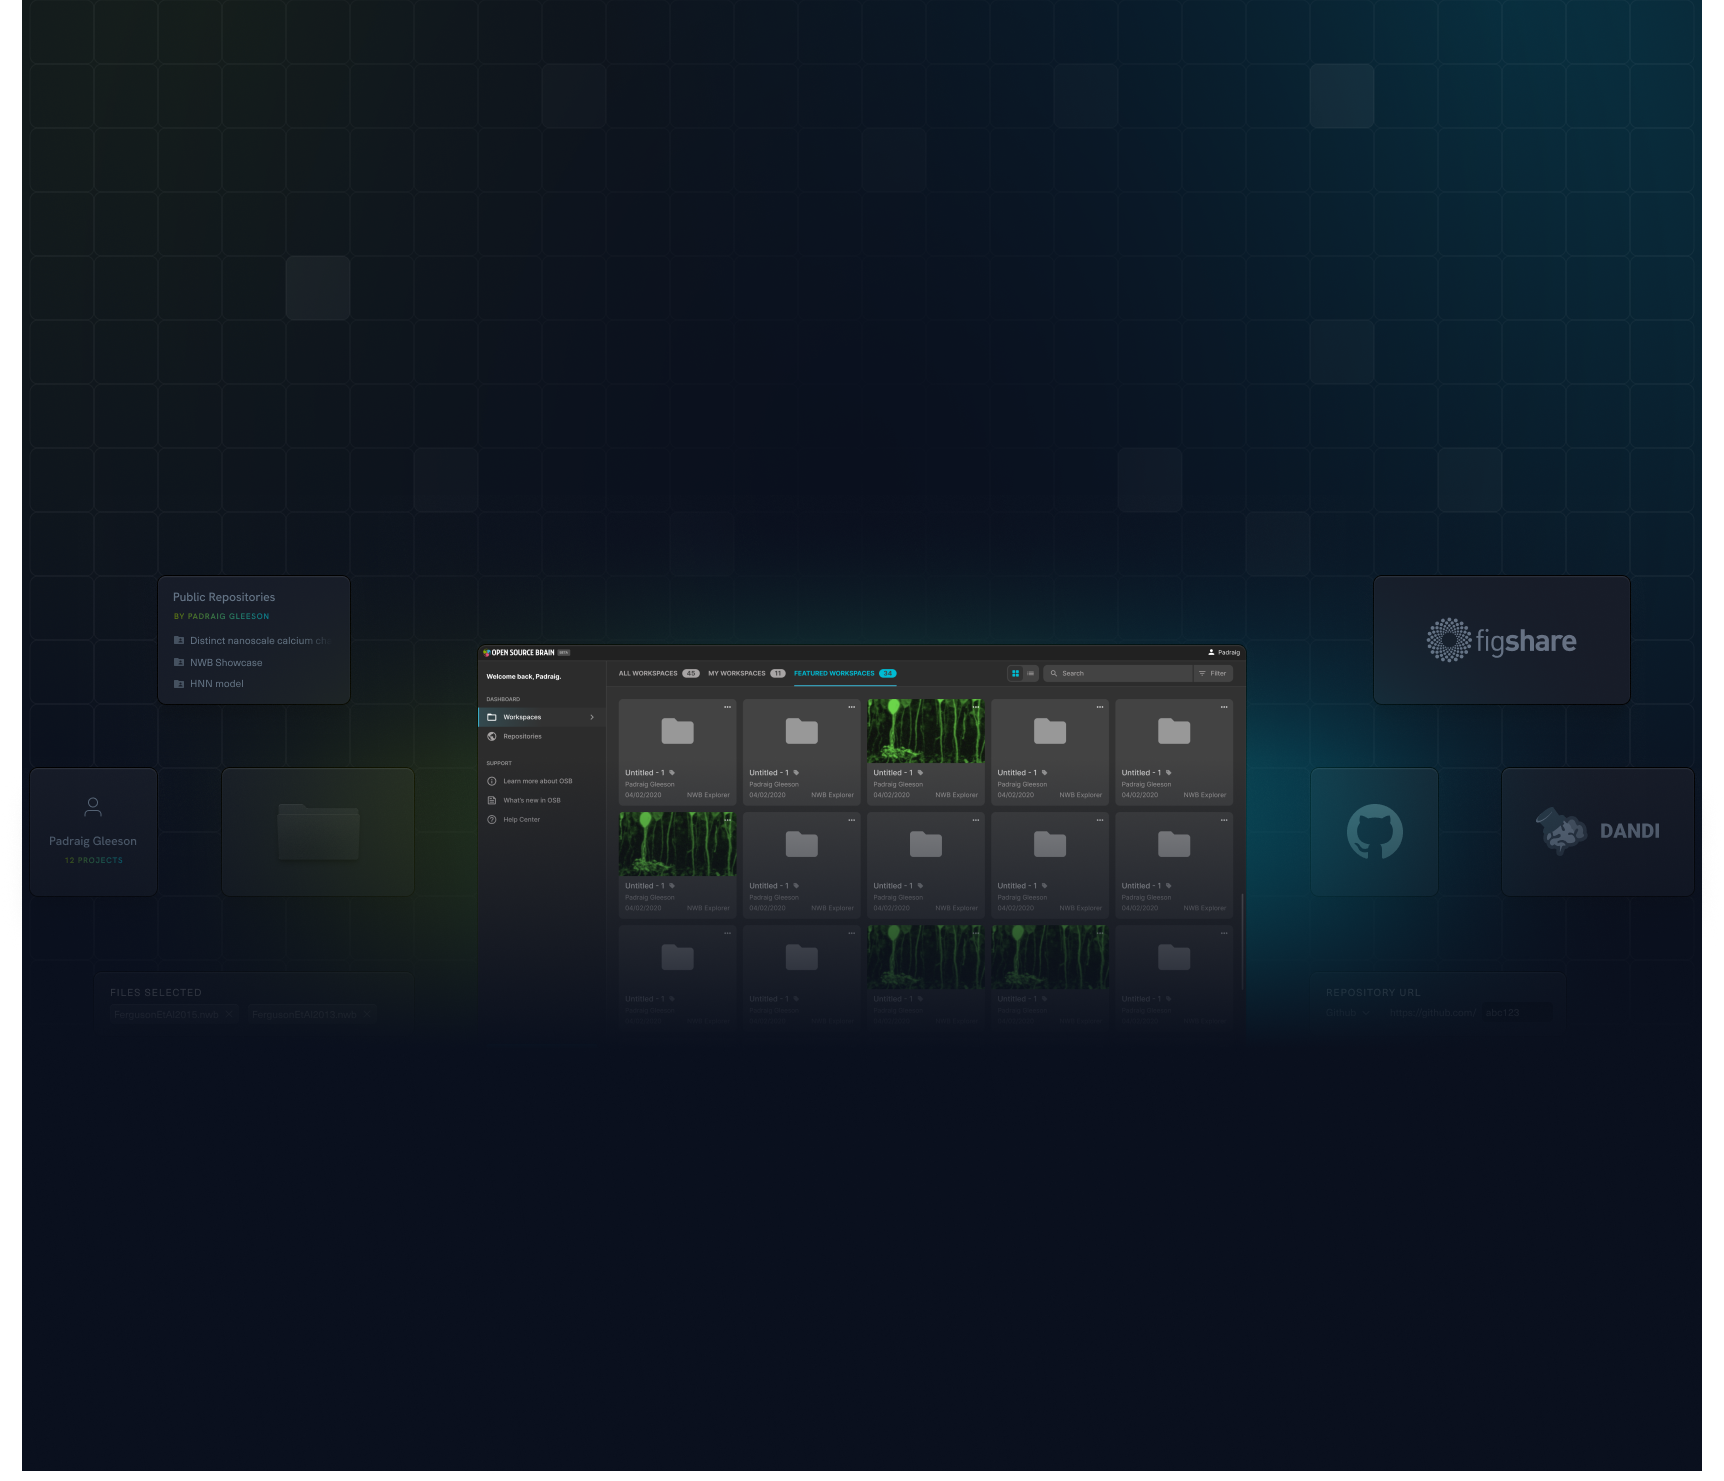 Public Repositories
BY PADRAIG GLEESON
Distinct nanoscale calcium cha
NWB Showcase
HNN model
Padraig Gleeson
12 PROJECTS
FILES SELECTED
FergusonEtAl2015.nwb × FergusonEtAl2013.nwb ×
OPEN SOURCE BRAIN BETA
Padraig
Welcome back, Padraig.
DASHBOARD
Workspaces
Repositories
SUPPORT
Learn more about OSB
What's new in OSB
Help Center
ALL WORKSPACES 45 MY WORKSPACES 11 FEATURED WORKSPACES 34 Search Filter
Untitled - 1 Untitled - 1 Untitled - 1 Untitled - 1 Untitled - 1
Padraig Gleeson Padraig Gleeson Padraig Gleeson Padraig Gleeson Padraig Gleeson
04/02/2020 NWB Explorer 04/02/2020 NWB Explorer 04/02/2020 NWB Explorer 04/02/2020 NWB Explorer 04/02/2020 NWB Explorer
Untitled - 1 Untitled - 1 Untitled - 1 Untitled - 1 Untitled - 1
Padraig Gleeson Padraig Gleeson Padraig Gleeson Padraig Gleeson Padraig Gleeson
04/02/2020 NWB Explorer 04/02/2020 NWB Explorer 04/02/2020 NWB Explorer 04/02/2020 NWB Explorer 04/02/2020 NWB Explorer
Untitled - 1 Untitled - 1 Untitled - 1 Untitled - 1 Untitled - 1
figshare
DANDI
REPOSITORY URL
Github https://github.com/ abc123